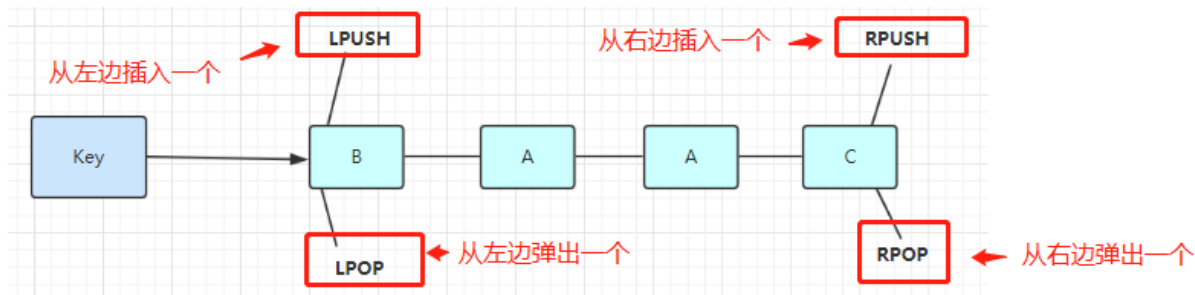 LPUSH
从右边插入一个
RPUSH
从左边插入一个
Key
B
A
A
C
LPOP
从左边弹出一个
RPOP
从右边弹出一个